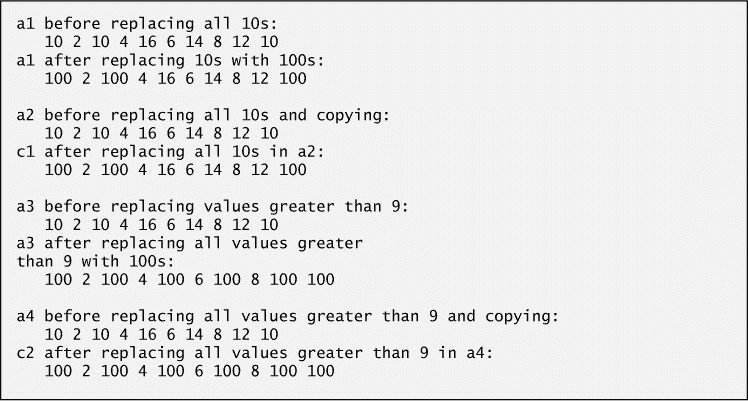 a1 before replacing all 10s:
10 2 10 4 16 6 14 8 12 10
a1 after replacing 10s with 100s:
100 2 100 4 16 6 14 8 12 100
a2 before replacing all 10s and copying:
10 2 10 4 16 6 14 8 12 10
c1 after replacing all 10s in a2:
100 2 100 4 16 6 14 8 12 100
a3 before replacing values greater than 9:
10 2 10 4 16 6 14 8 12 10
a3 after replacing all values greater
than 9 with 100s:
100 2 100 4 100 6 100 8 100 100
a4 before replacing all values greater than 9 and copying:
10 2 10 4 16 6 14 8 12 10
c2 after replacing all values greater than 9 in a4:
100 2 100 4 100 6 100 8 100 100